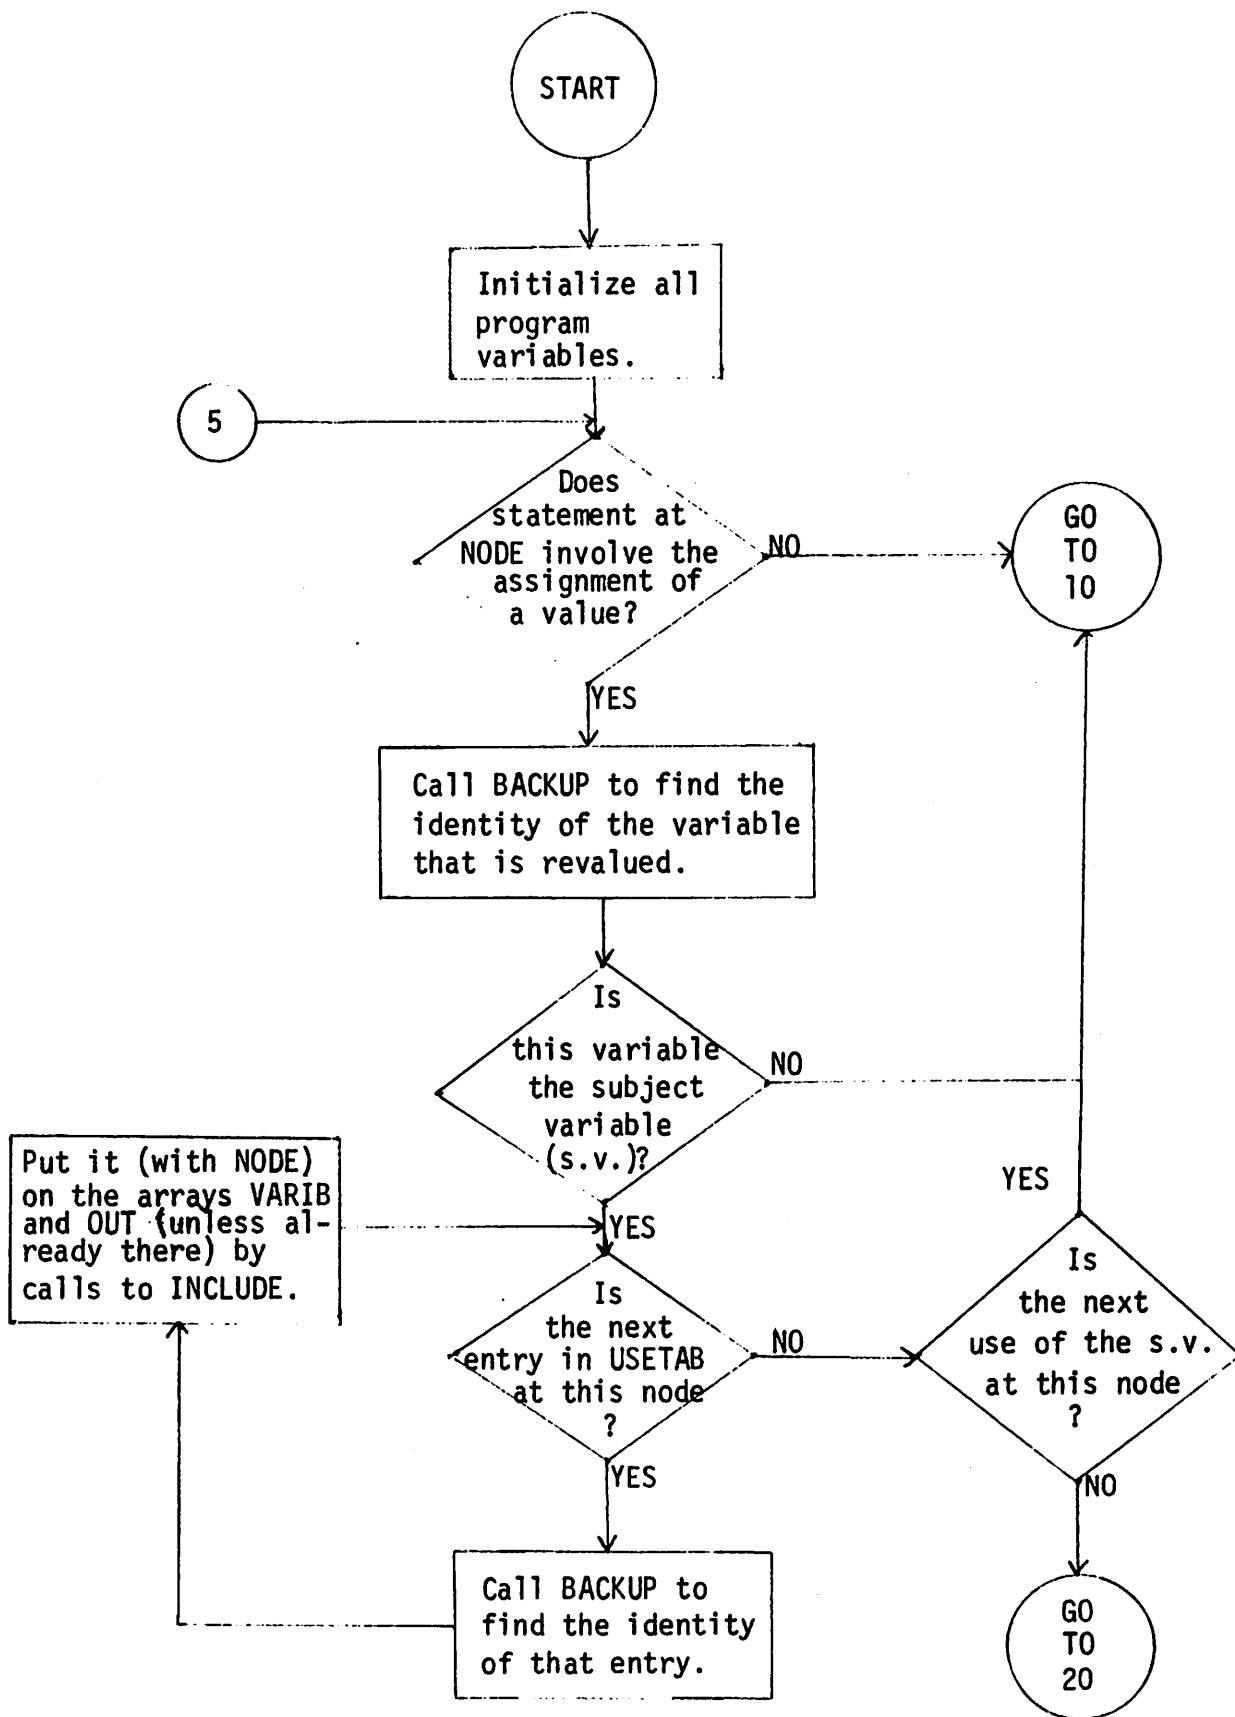 START
Initialize all
program
variables.
5
Does
statement at
NODE involve the
assignment of
a value?
NO
GO
TO
10
YES
Call BACKUP to find the
identity of the variable
that is revalued.
Is
this variable
the subject
variable
(s.v.)?
NO
YES
Put it (with NODE)
on the arrays VARIB
and OUT (unless al-
ready there) by
calls to INCLUDE.
YES
Is
the next
entry in USETAB
at this node
?
NO
Is
the next
use of the s.v.
at this node
?
YES
NO
Call BACKUP to
find the identity
of that entry.
GO
TO
20